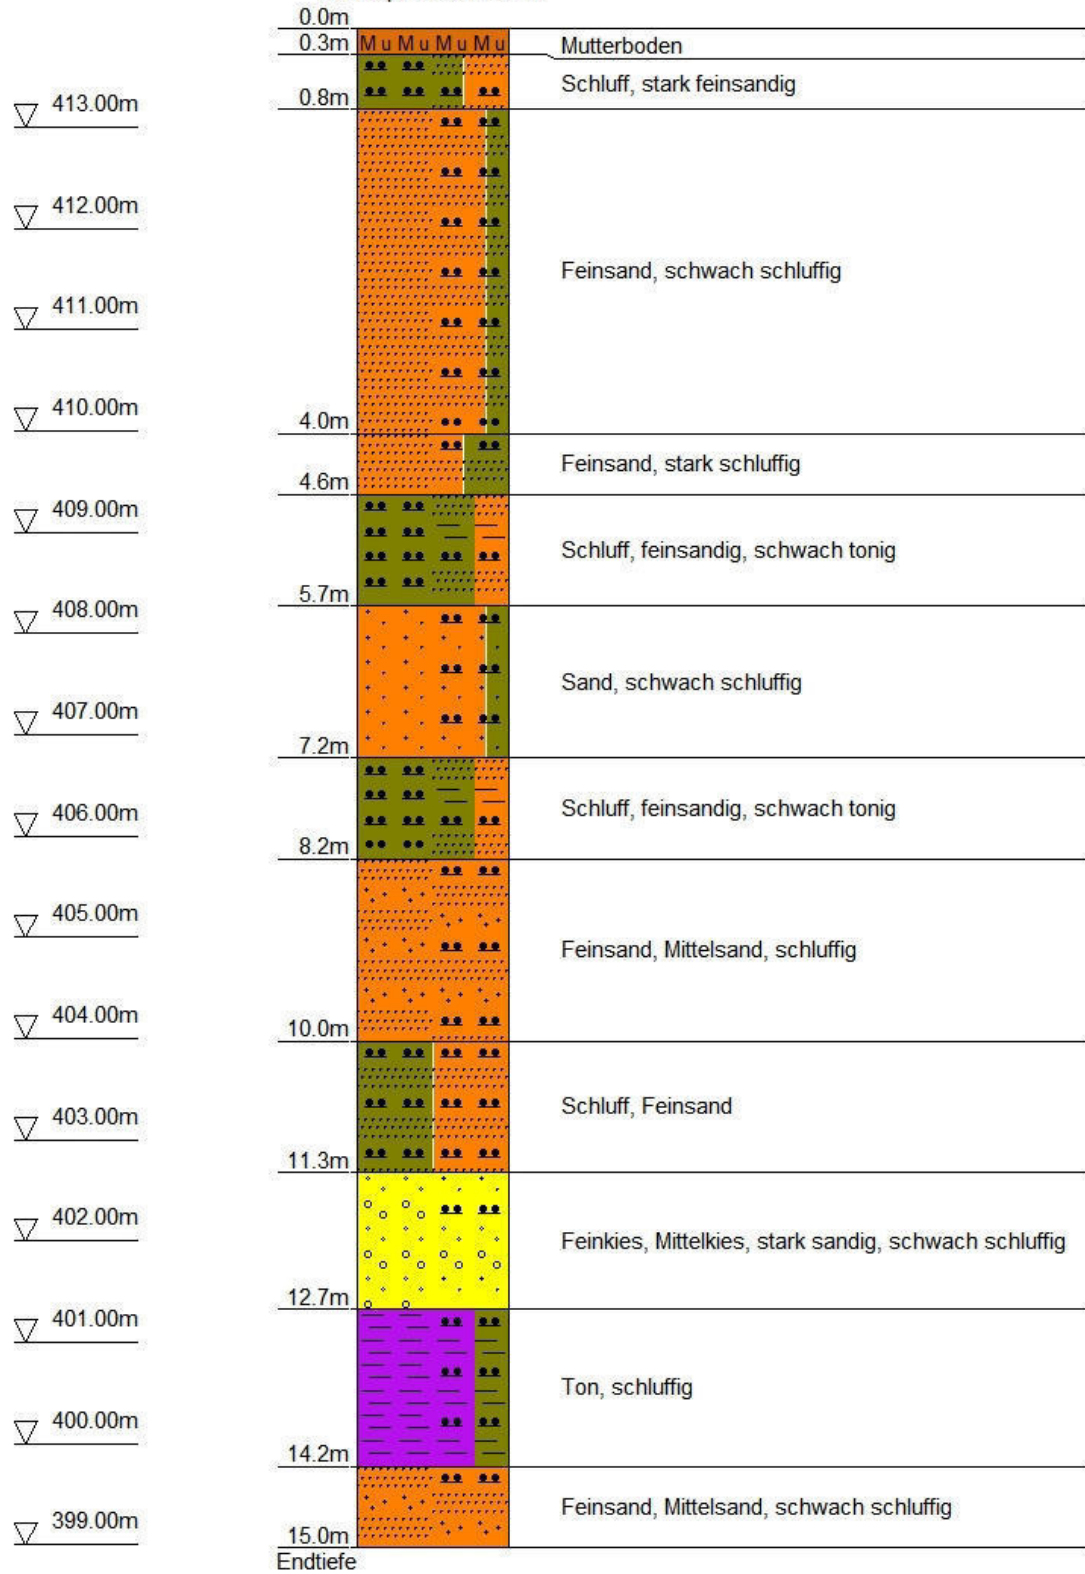 0.0m
0.3m M u M u M u M u Mutterboden
Schluff, stark feinsandig
0.8m
413.00m
412.00m
Feinsand, schwach schluffig
411.00m
410.00m
4.0m
Feinsand, stark schluffig
4.6m
409.00m
Schluff, feinsandig, schwach tonig
5.7m
408.00m
Sand, schwach schluffig
407.00m
7.2m
Schluff, feinsandig, schwach tonig
406.00m
8.2m
405.00m
Feinsand, Mittelsand, schluffig
404.00m
10.0m
Schluff, Feinsand
403.00m
11.3m
402.00m
Feinkies, Mittelkies, stark sandig, schwach schluffig
12.7m
401.00m
Ton, schluffig
400.00m
14.2m
Feinsand, Mittelsand, schwach schluffig
399.00m
15.0m
Endtiefe